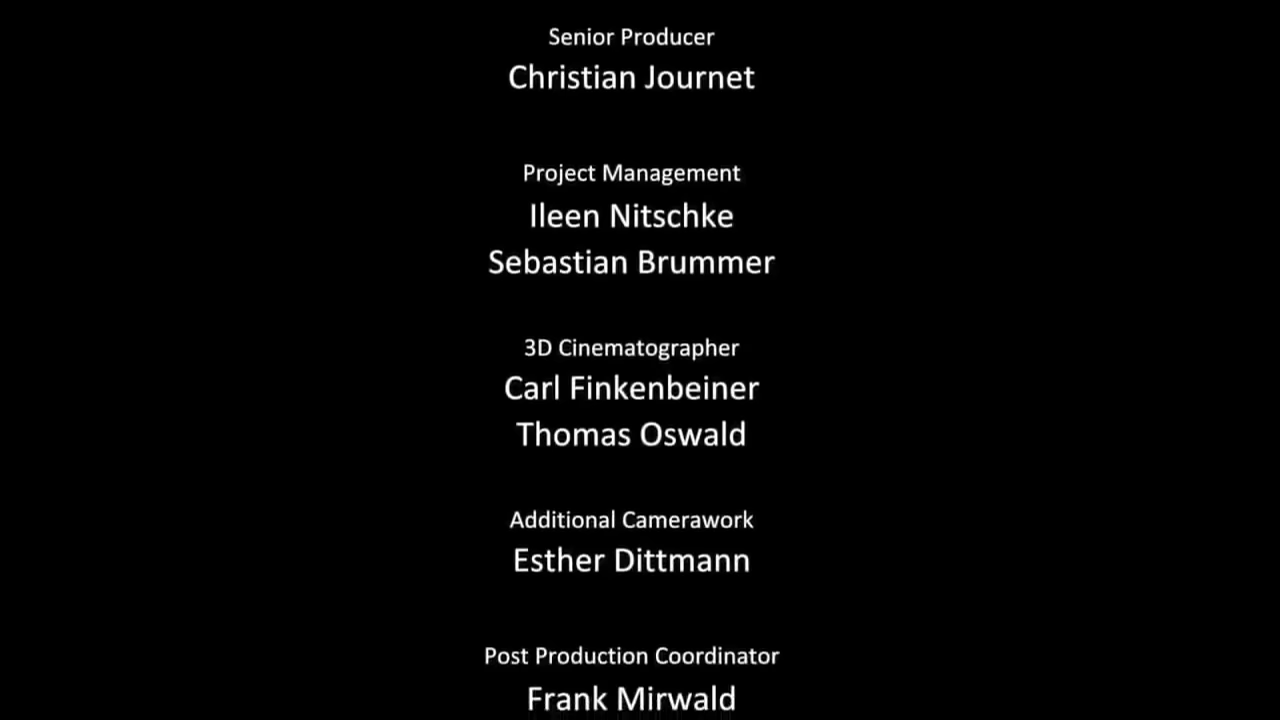 Senior Producer
Christian Journet
Project Management
Ileen Nitschke
Sebastian Brummer
3D Cinematographer
Carl Finkenbeiner
Thomas Oswald
Additional Camerawork
Esther Dittmann
Post Production Coordinator
Frank Mirwald